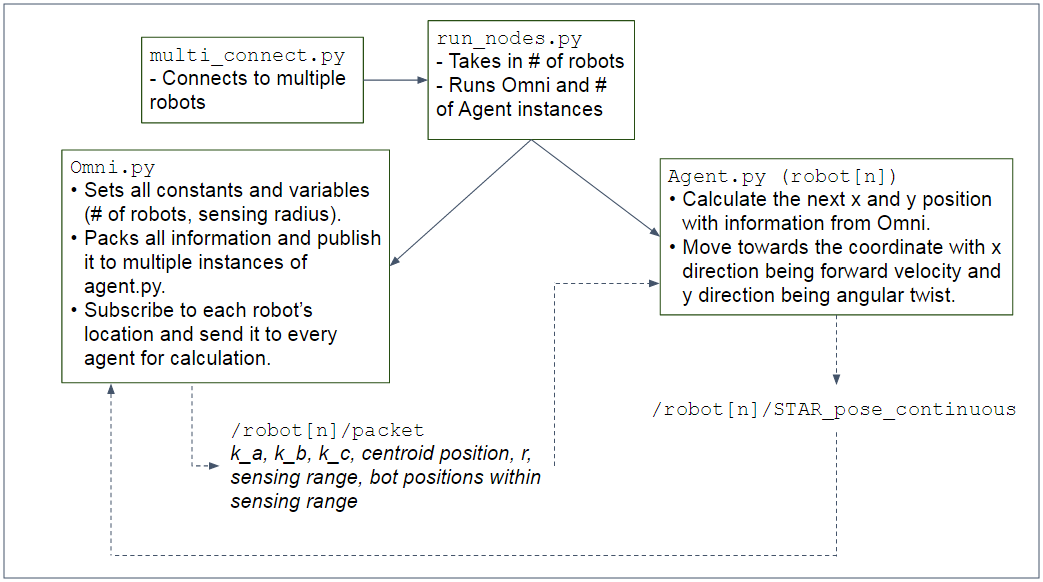 multi_connect.py
- Connects to multiple
robots
run_nodes.py
- Takes in # of robots
- Runs Omni and #
of Agent instances
Omni.py
• Sets all constants and variables
(# of robots, sensing radius).
• Packs all information and publish
it to multiple instances of
agent.py.
• Subscribe to each robot's
location and send it to every
agent for calculation.
Agent.py (robot[n])
• Calculate the next x and y position
with information from Omni.
• Move towards the coordinate with x
direction being forward velocity and
y direction being angular twist.
/robot[n]/packet
k_a, k_b, k_c, centroid position, r,
sensing range, bot positions within
sensing range
/robot[n]/STAR_pose_continuous